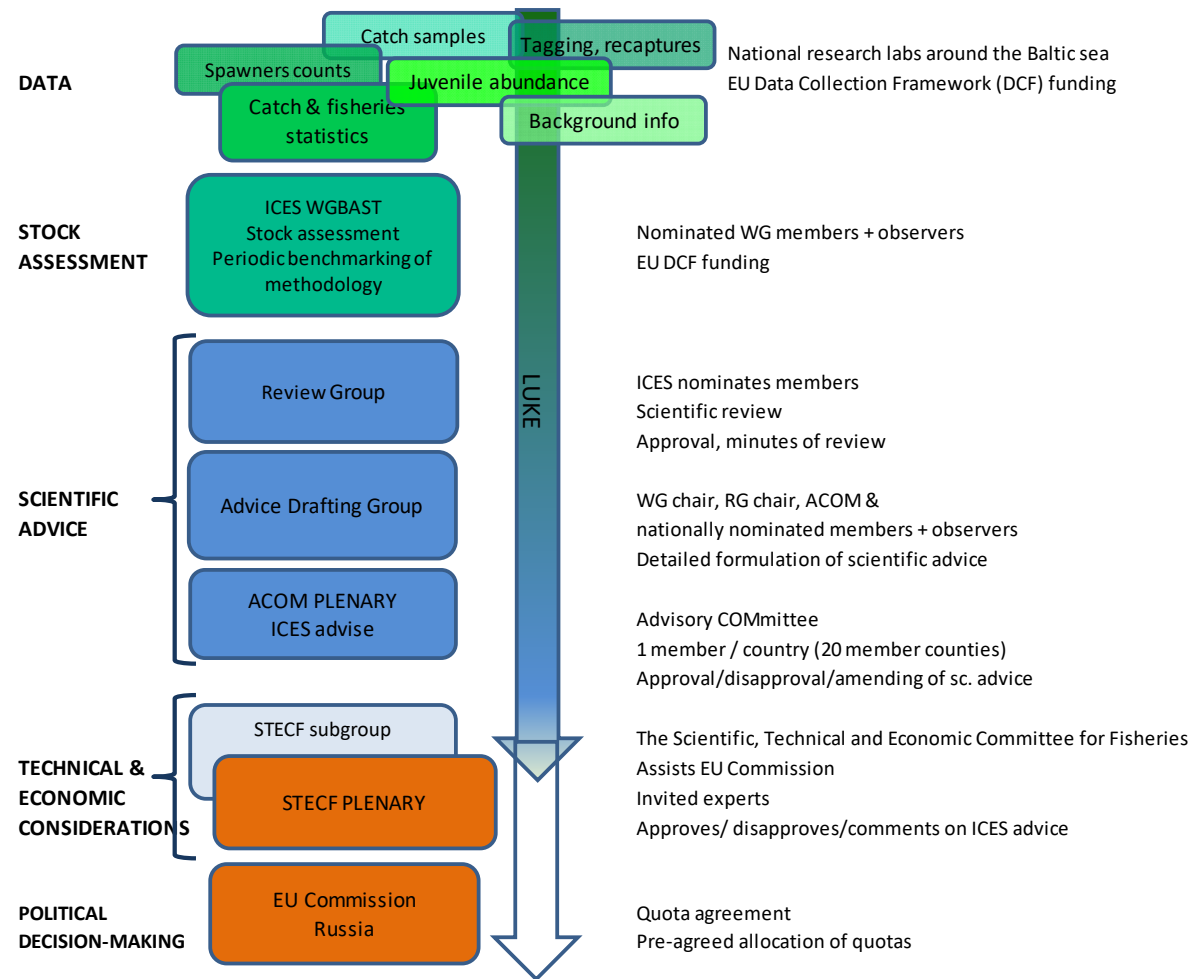 Catch samples
Tagging, recaptures
Spawners counts
Juvenile abundance
DATA
Catch & fisheries
statistics
Background info
National research labs around the Baltic sea
EU Data Collection Framework (DCF) funding
STOCK
ASSESSMENT
ICES WGBAST
Stock assessment
Periodic benchmarking of
methodology
Nominated WG members + observers
EU DCF funding
LUKE
SCIENTIFIC
ADVICE
Review Group
ICES nominates members
Scientific review
Approval, minutes of review
Advice Drafting Group
WG chair, RG chair, ACOM &
nationally nominated members + observers
Detailed formulation of scientific advice
ACOM PLENARY
ICES advise
Advisory COMmittee
1 member / country (20 member counties)
Approval/disapproval/amending of sc. advice
TECHNICAL &
ECONOMIC
CONSIDERATIONS
STECF subgroup
STECF PLENARY
The Scientific, Technical and Economic Committee for Fisheries
Assists EU Commission
Invited experts
Approves/ disapproves/comments on ICES advice
POLITICAL
DECISION-MAKING
EU Commission
Russia
Quota agreement
Pre-agreed allocation of quotas